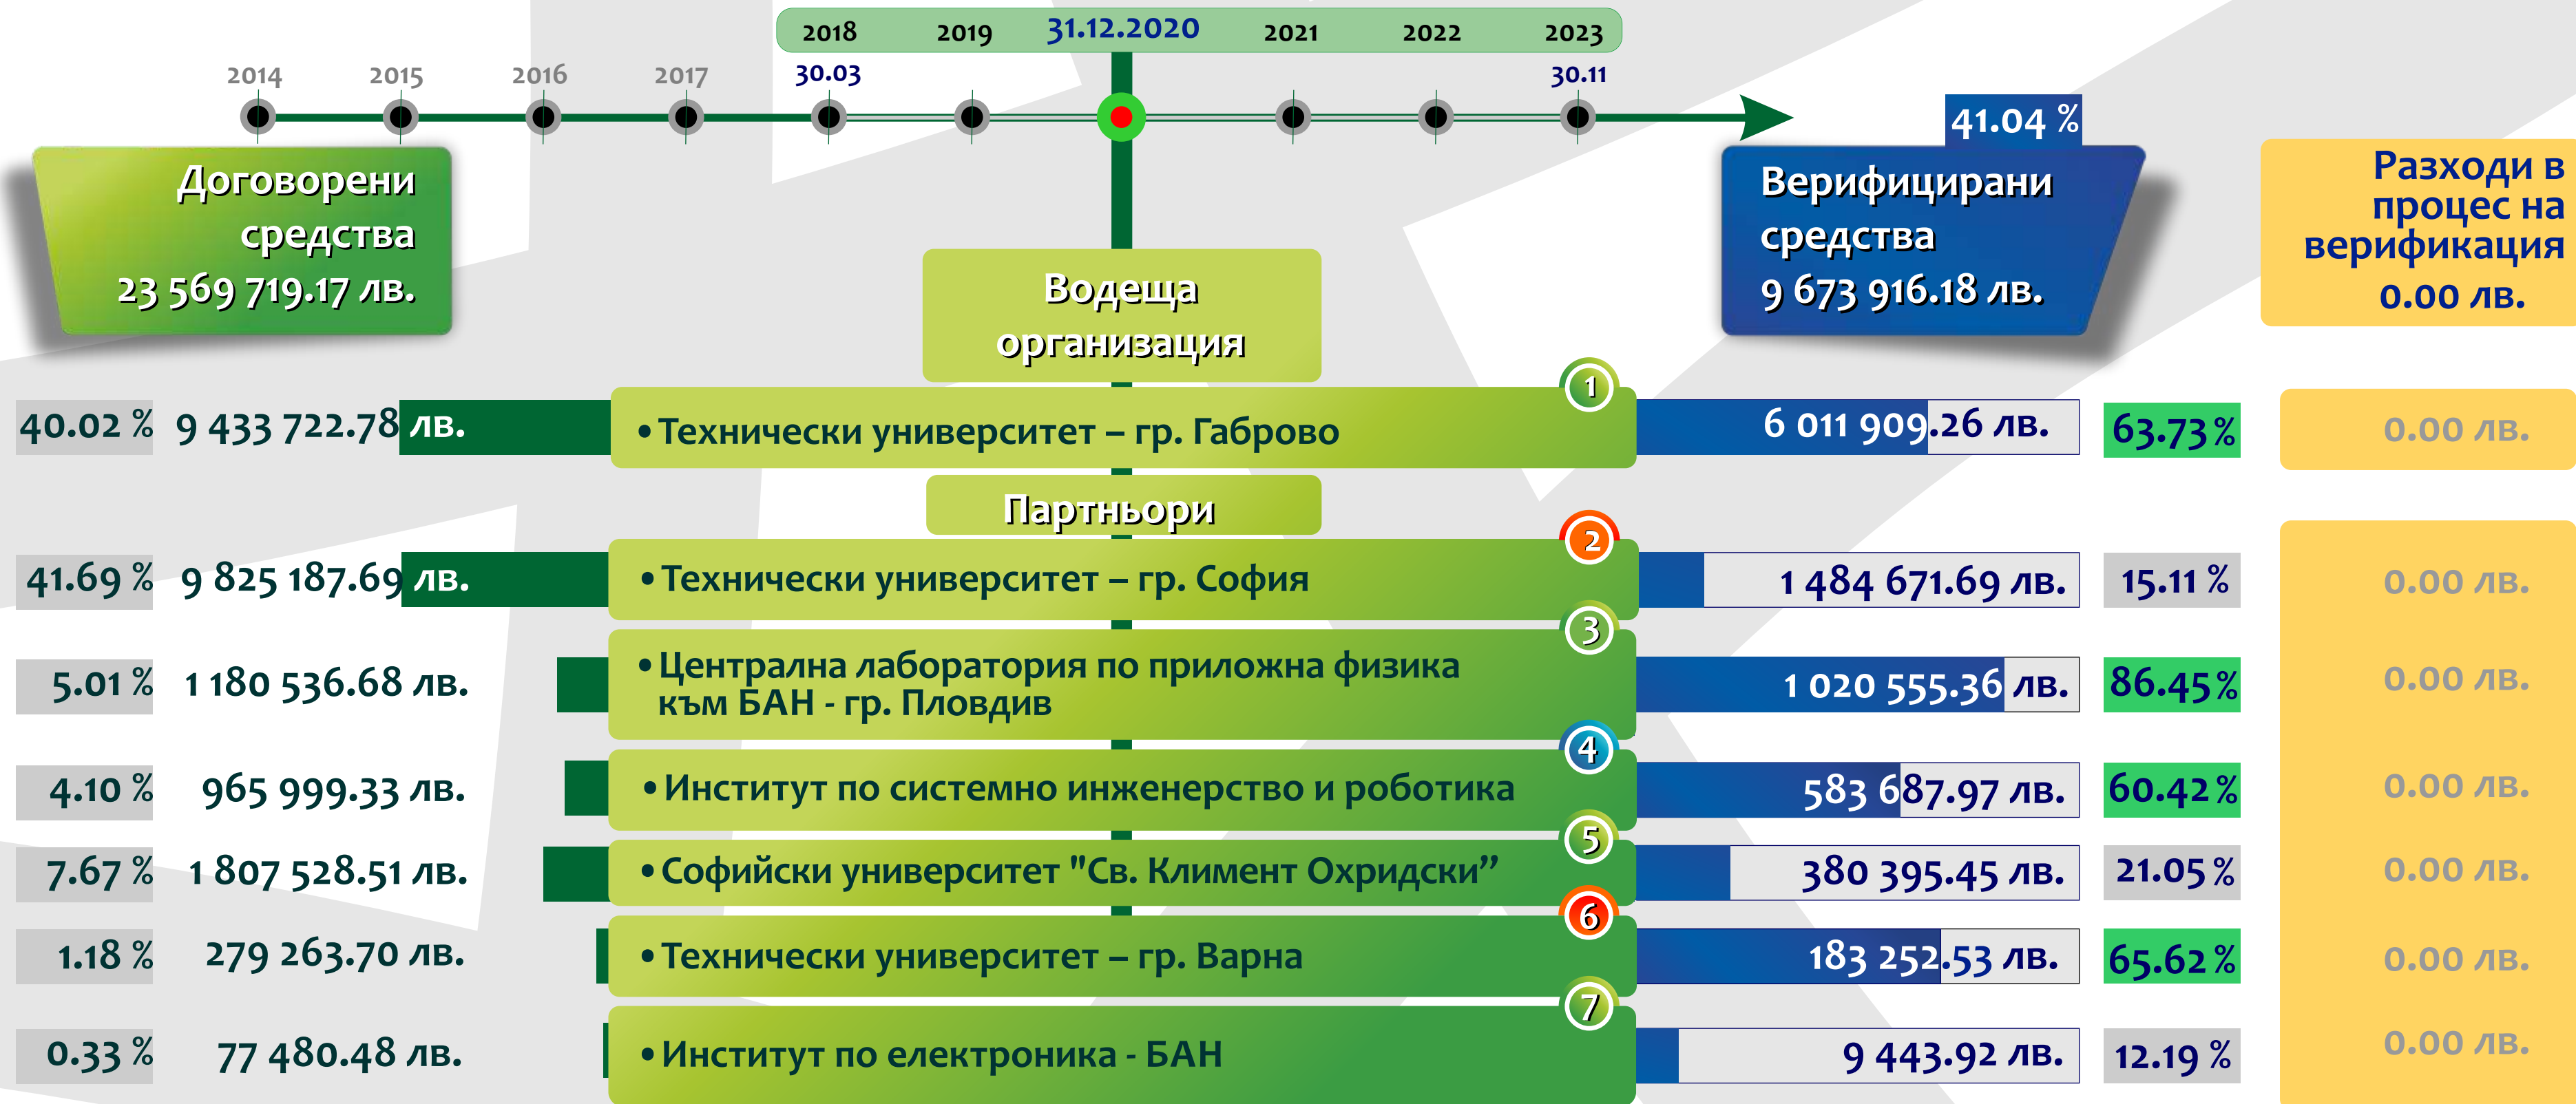 2014 2015 2016 2017 2018 2019 31.12.2020 2021 2022 2023
30.03 30.11
Договорени
средства
23 569 719.17 лв.
Водеща
организация
41.04 %
Верифицирани
средства
9 673 916.18 лв.
Разходи в
процес на
верификация
0.00 лв.
1
40.02 % 9 433 722.78 лв. •Технически университет – гр. Габрово 6 011 909.26 лв. 63.73% 0.00 лв.
Партньори
2
41.69 % 9 825 187.69 лв. •Технически университет – гр. София 1 484 671.69 лв. 15.11 % 0.00 лв.
3
5.01 % 1 180 536.68 лв. •Централна лаборатория по приложна физика
към БАН - гр. Пловдив 1 020 555.36 лв. 86.45% 0.00 лв.
4
4.10 % 965 999.33 лв. •Институт по системно инженерство и роботика 583 687.97 лв. 60.42% 0.00 лв.
5
7.67 % 1 807 528.51 лв. •Софийски университет "Св. Климент Охридски” 380 395.45 лв. 21.05% 0.00 лв.
6
1.18 % 279 263.70 лв. •Технически университет – гр. Варна 183 252.53 лв. 65.62% 0.00 лв.
7
0.33 % 77 480.48 лв. •Институт по електроника - БАН 9 443.92 лв. 12.19 % 0.00 лв.